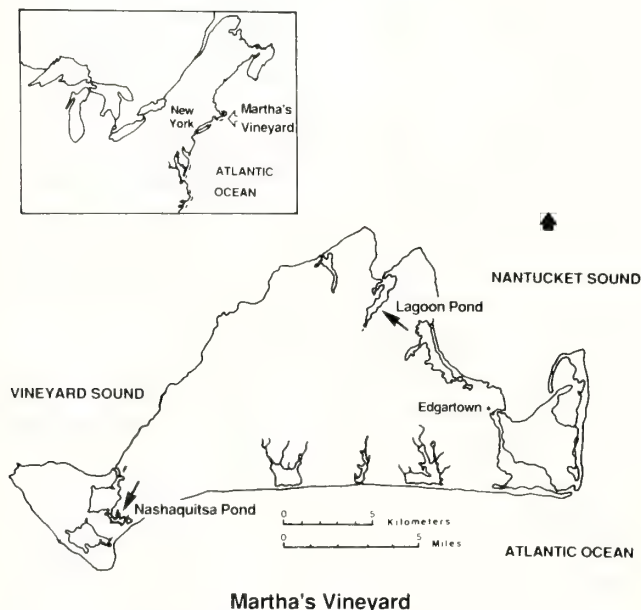 New
York
Martha's
Vineyard
ATLANTIC
OCEAN
NANTUCKET SOUND
Lagoon Pond
VINEYARD SOUND
Edgartown
Nashaquitsa Pond
0 5
Kilometers
0 5
Miles
ATLANTIC OCEAN
Martha's Vineyard